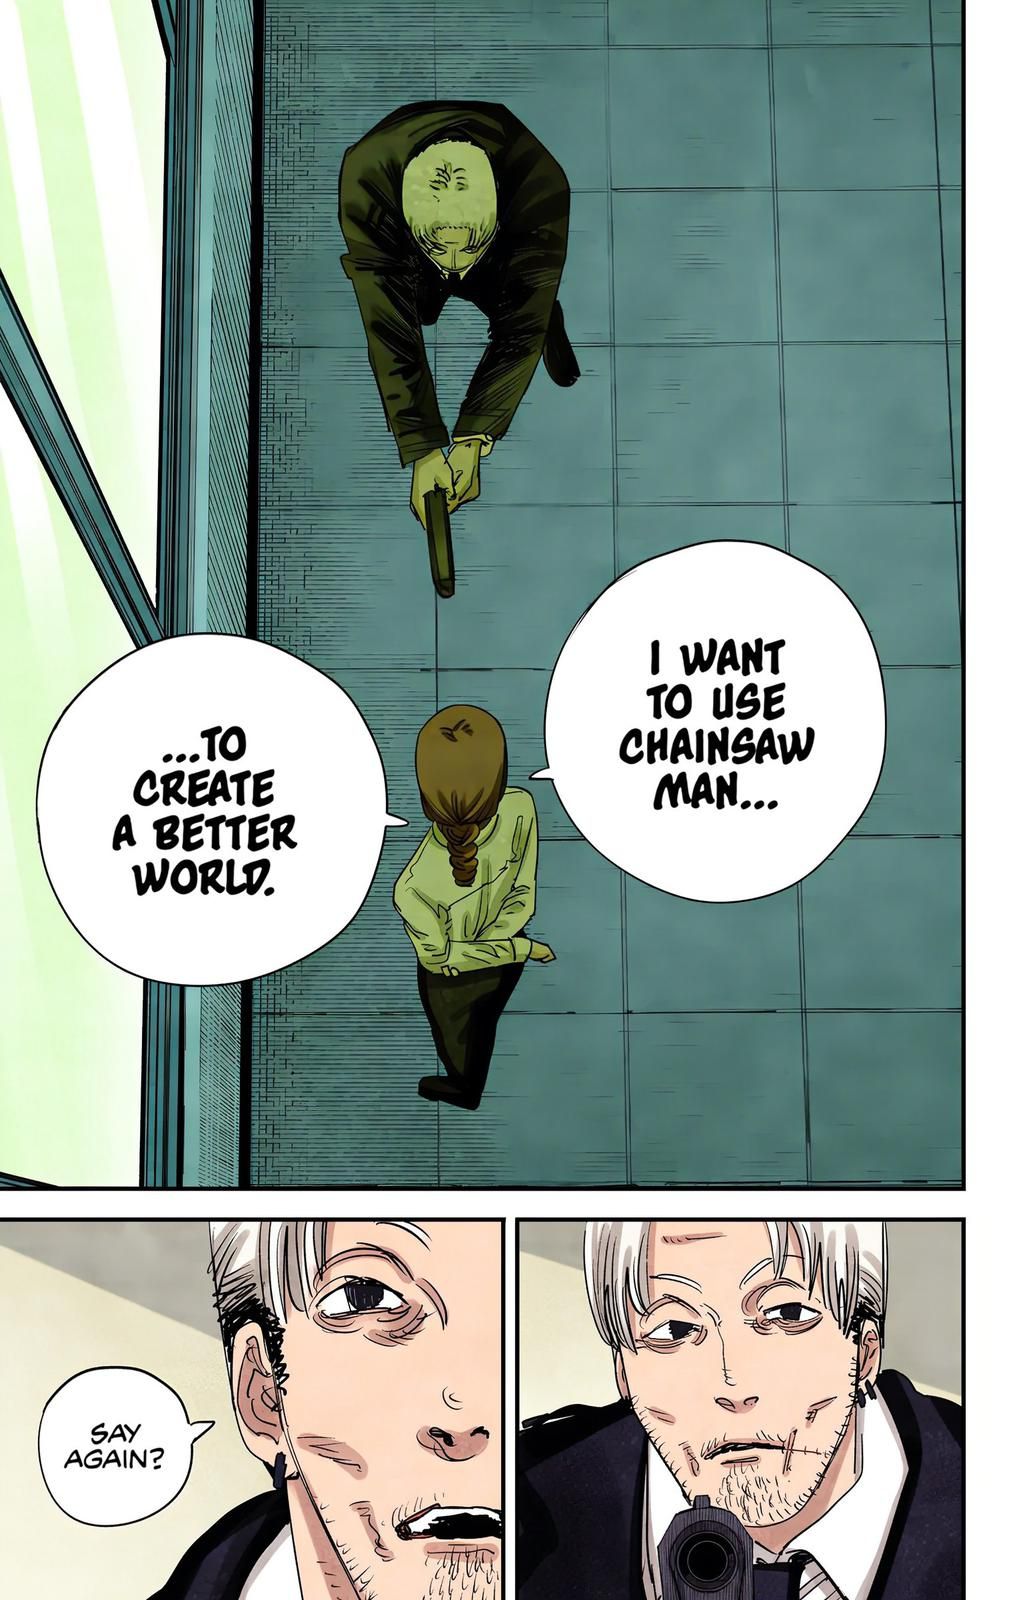 I WANT
TO USE
CHAINSAW
MAN...
...TO
CREATE
A BETTER
WORLD.
SAY
AGAIN?